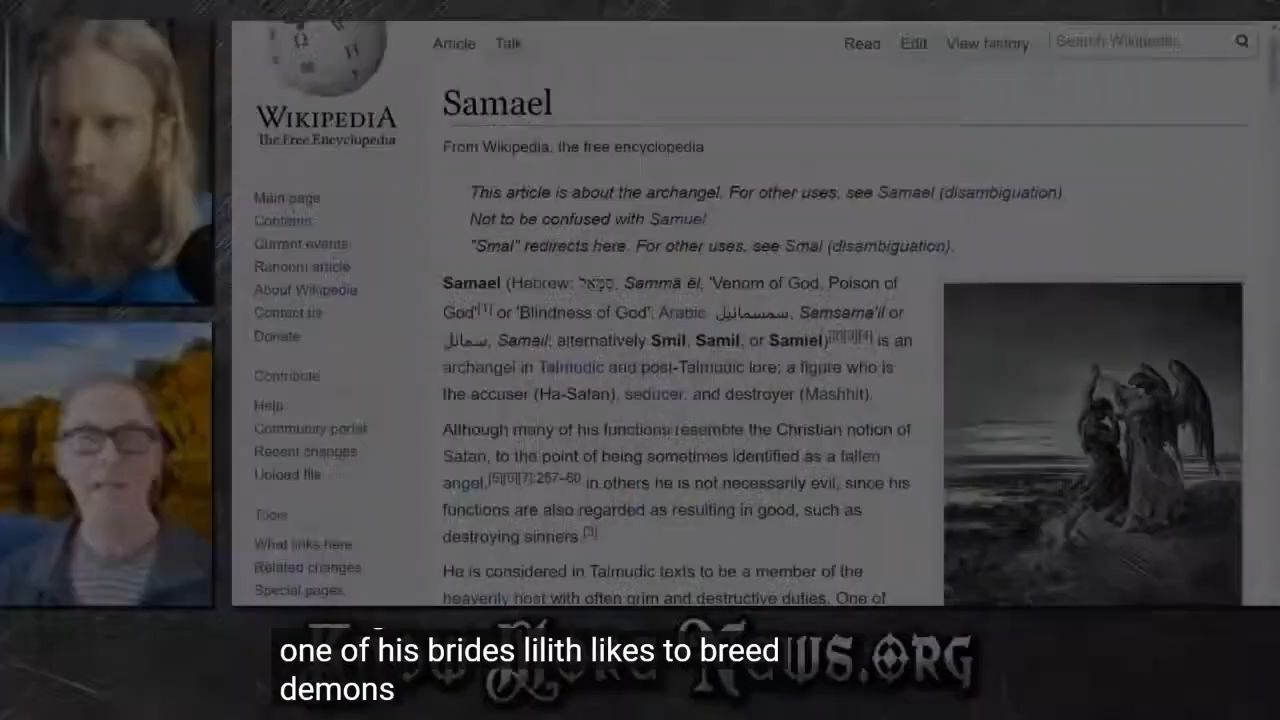 Article Talk Read Edit View history Search Wikipedia
WIKIPEDIA
The Free Encyclopedia
Main page
Contents
Current events
Random article
About Wikipedia
Contact us
Donate
Contribute
Help
Community portal
Recent changes
Upload file
Tools
What links here
Related changes
Special pages
Samael
From Wikipedia, the free encyclopedia
This article is about the archangel. For other uses, see Samael (disambiguation).
Not to be confused with Samuel
"Smal" redirects here. For other uses, see Smal (disambiguation).
Samael (Hebrew: סַמָּאֵל, Sammā ēl, 'Venom of God, Poison of
God'[1] or 'Blindness of God'; Arabic: سمسمائيل, Samsama'il or
سمائل, Samail; alternatively Smil, Samil, or Samiel)[2][3][4] is an
archangel in Talmudic and post-Talmudic lore; a figure who is
the accuser (Ha-Satan), seducer, and destroyer (Mashhit).
Although many of his functions resemble the Christian notion of
Satan, to the point of being sometimes identified as a fallen
angel,[5][6][7]:257–60 in others he is not necessarily evil, since his
functions are also regarded as resulting in good, such as
destroying sinners.[3]
He is considered in Talmudic texts to be a member of the
heavenly host with often grim and destructive duties. One of
one of his brides lilith likes to breed
demons